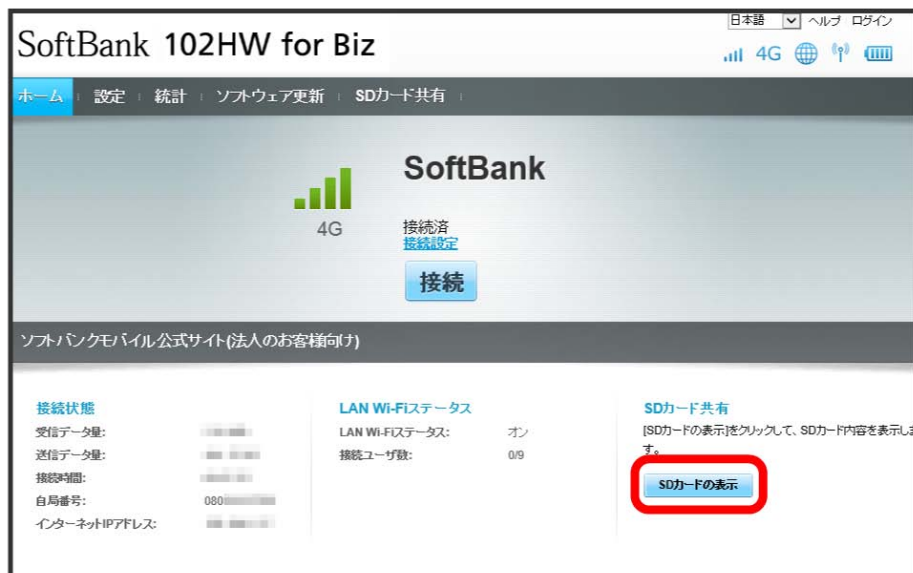 日本語 ヘルプ ログイン
SoftBank 102HW for Biz
4G
ホーム 設定 統計 ソフトウェア更新 SDカード共有
SoftBank
4G
接続済
接続設定
接続
ソフトバンクモバイル公式サイト(法人のお客様向け)
接続状態
受信データ量:
送信データ量:
接続時間:
自局番号: 080
インターネットIPアドレス:
LAN Wi-Fiステータス
LAN Wi-Fiステータス: オン
接続ユーザ数: 0/9
SDカード共有
[SDカードの表示]をクリックして、SDカード内容を表示しま
す。
SDカードの表示